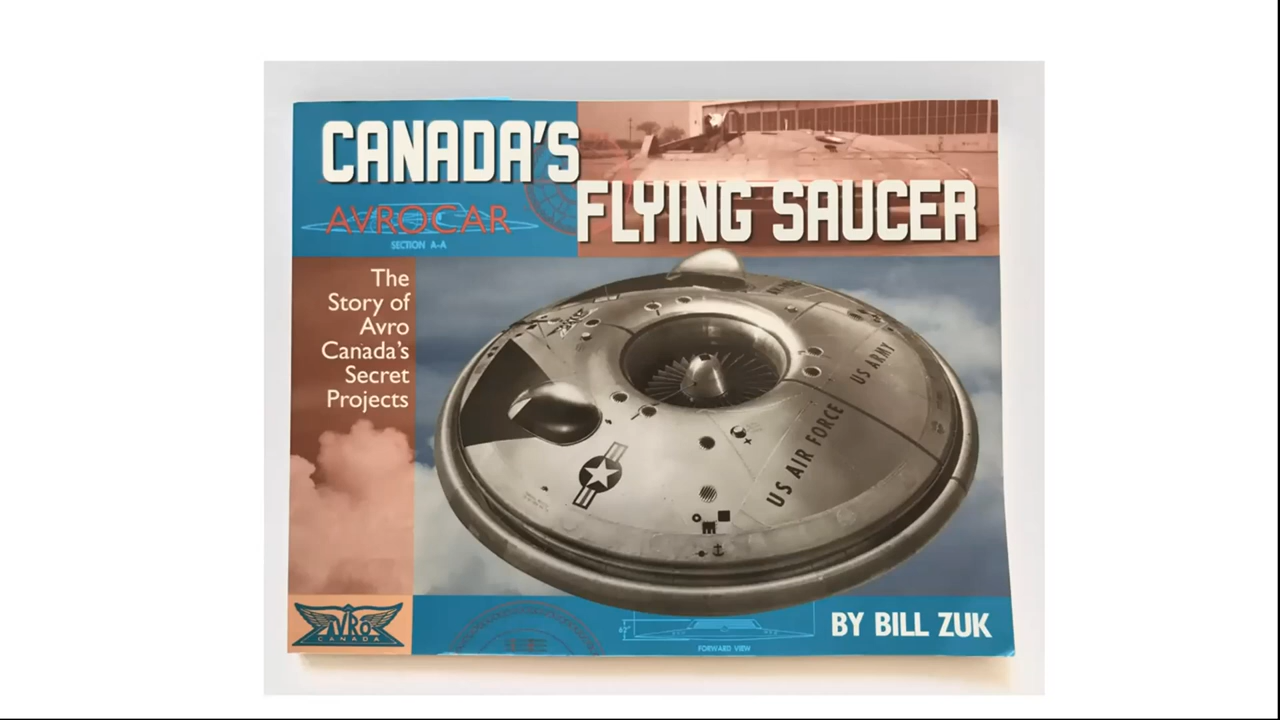 CANADA'S
FLYING SAUCER
AVROCAR
SECTION A-A
The
Story of
Avro
Canada's
Secret
Projects
US ARMY
US AIR FORCE
AVRO
CANADA
FORWARD VIEW
BY BILL ZUK